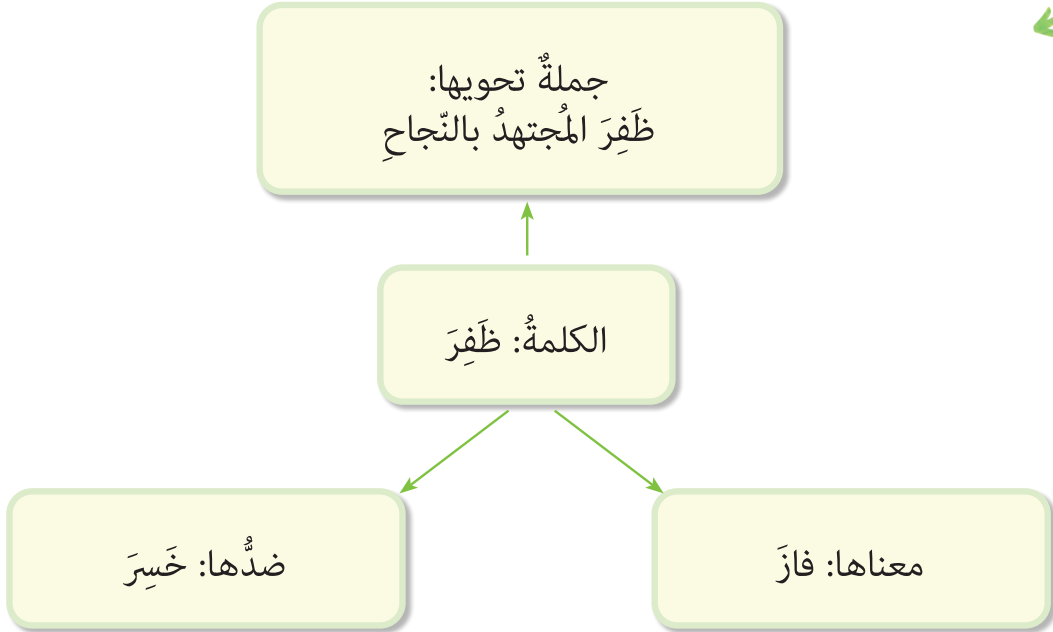 جملةٌ تحويها:
ظَفِرَ المُجتهدُ بالنّجاحِ
الكلمةُ: ظَفِرَ
معناها: فازَ
ضدُّها: خَسِرَ